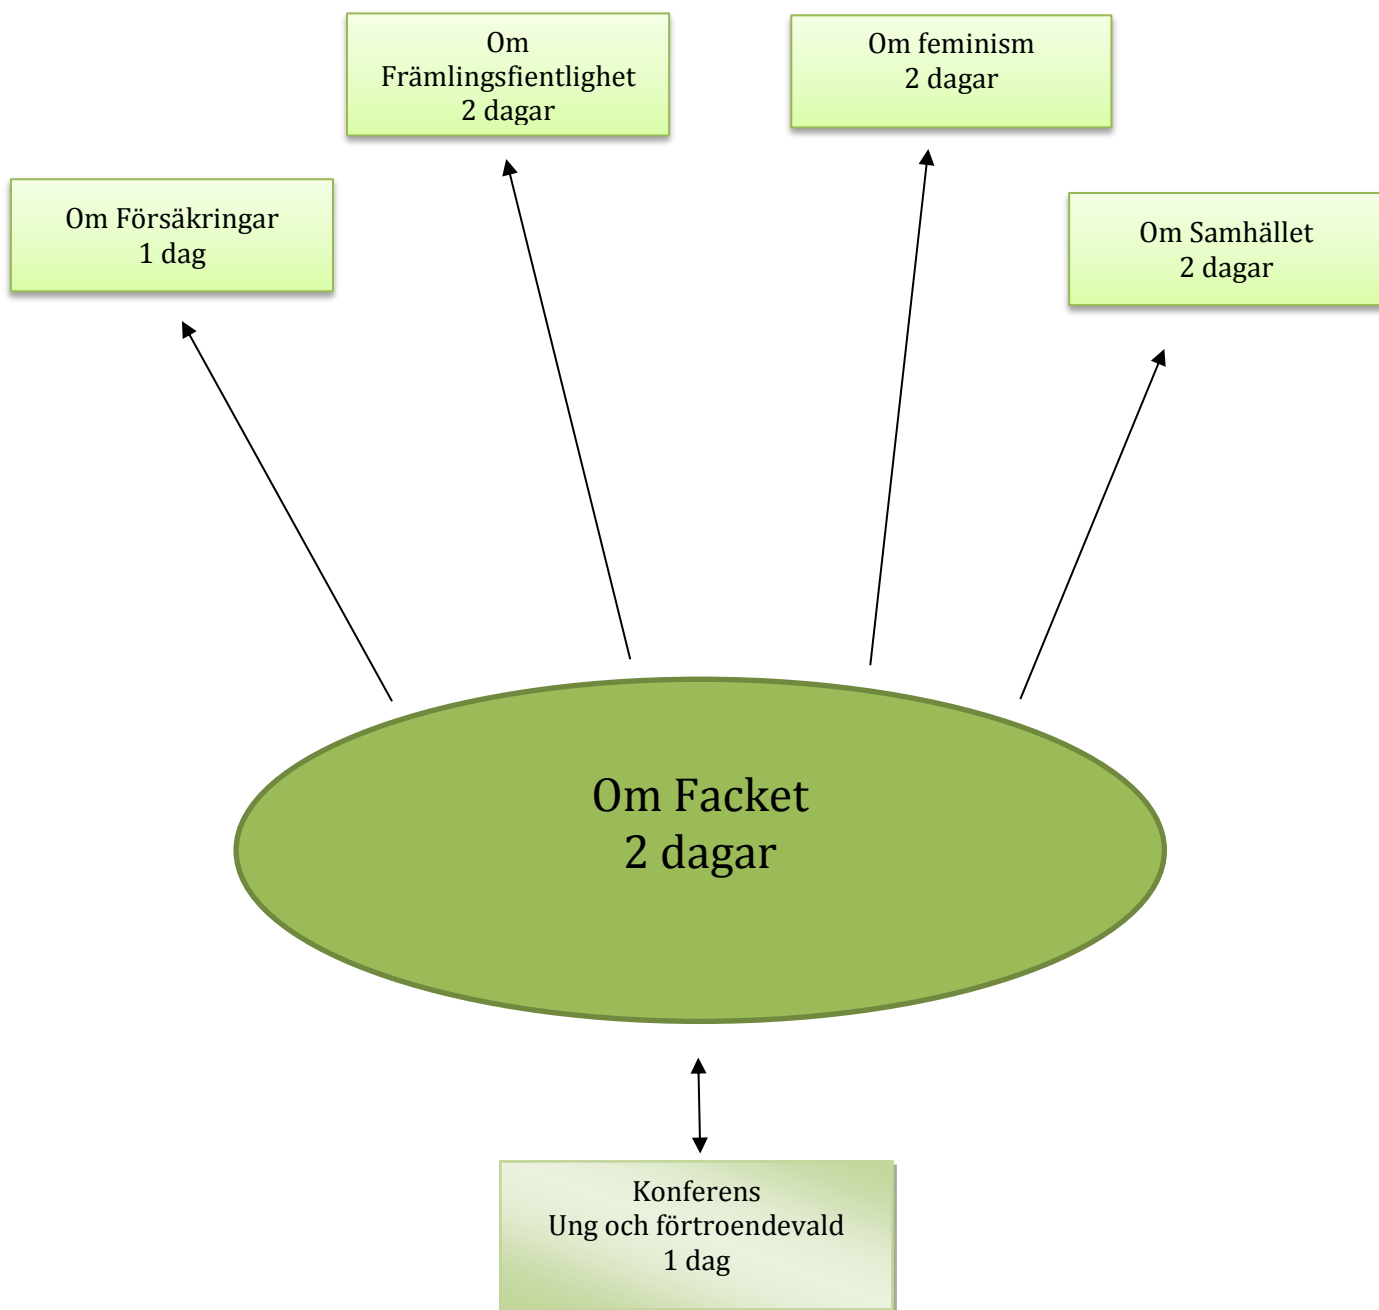 Om
Främlingsfientlighet
2 dagar
Om feminism
2 dagar
Om Försäkringar
1 dag
Om Samhället
2 dagar
Om Facket
2 dagar
Konferens
Ung och förtroendevald
1 dag